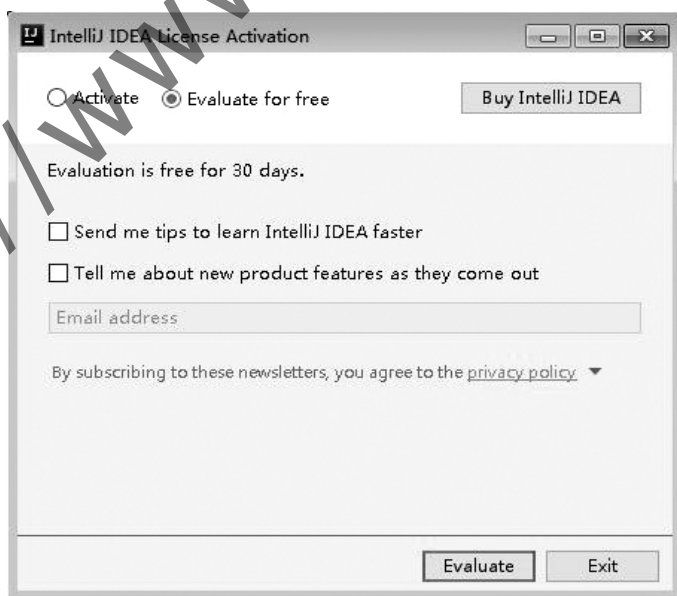 IJ IntelliJ IDEA License Activation
Activate Evaluate for free Buy IntelliJ IDEA
Evaluation is free for 30 days.
Send me tips to learn IntelliJ IDEA faster
Tell me about new product features as they come out
Email address
By subscribing to these newsletters, you agree to the privacy policy
Evaluate Exit
//ww